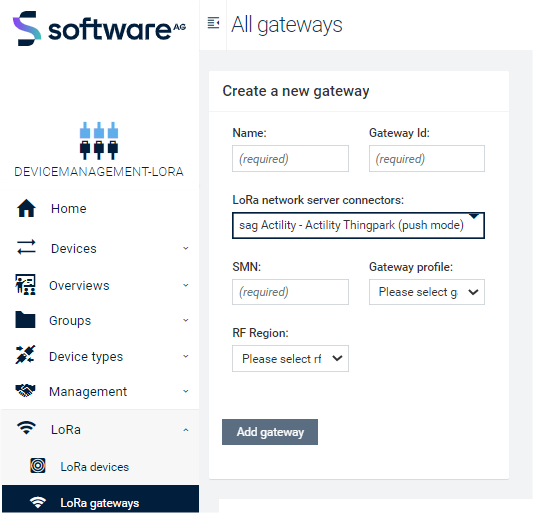 software AG
All gateways
Create a new gateway
Name:
Gateway Id:
(required)
(required)
DEVICEMANAGEMENT-LORA
LoRa network server connectors:
sag Actility - Actility Thingpark (push mode)
Home
Devices
SMN:
Gateway profile:
(required)
Please select g
Overviews
Groups
RF Region:
Please select rf
Device types
Management
LoRa
Add gateway
LoRa devices
LoRa gateways